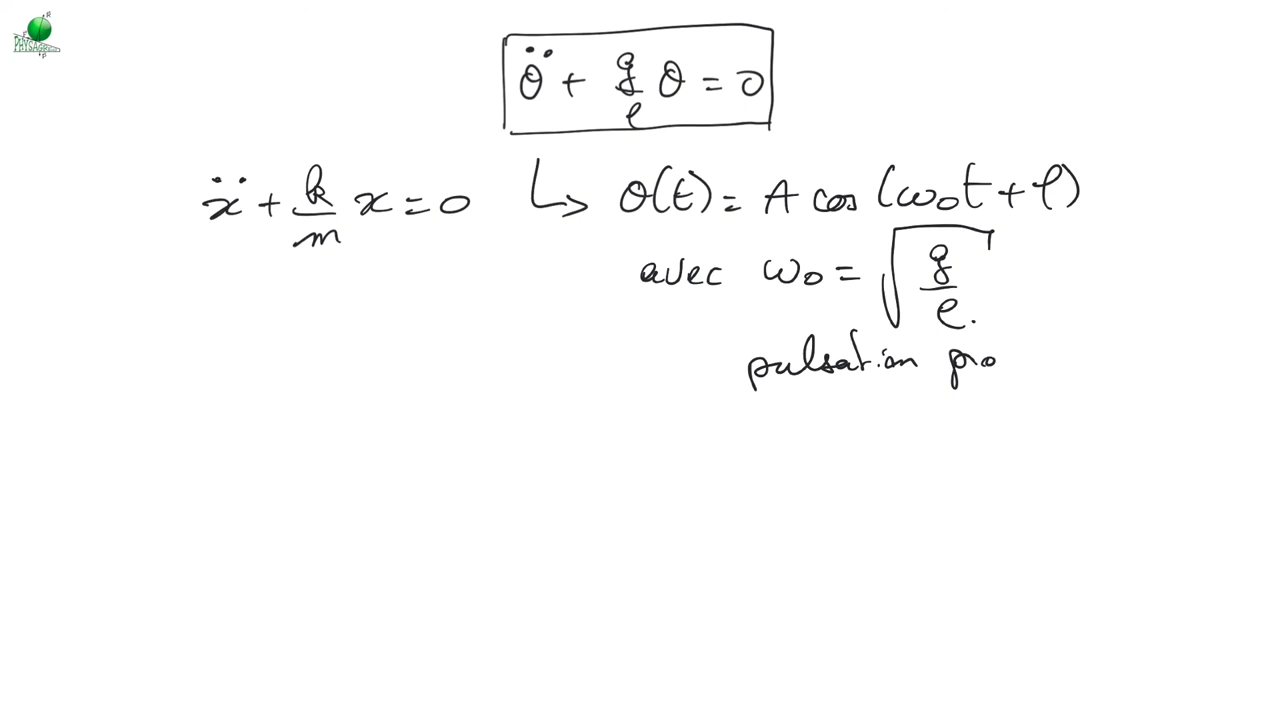 θ̈ + g/l θ = 0
ẍ + k/m x = 0 ↳ θ(t) = A cos(ω₀t + φ)
avec ω₀ = √(g/l).
pulsation pro